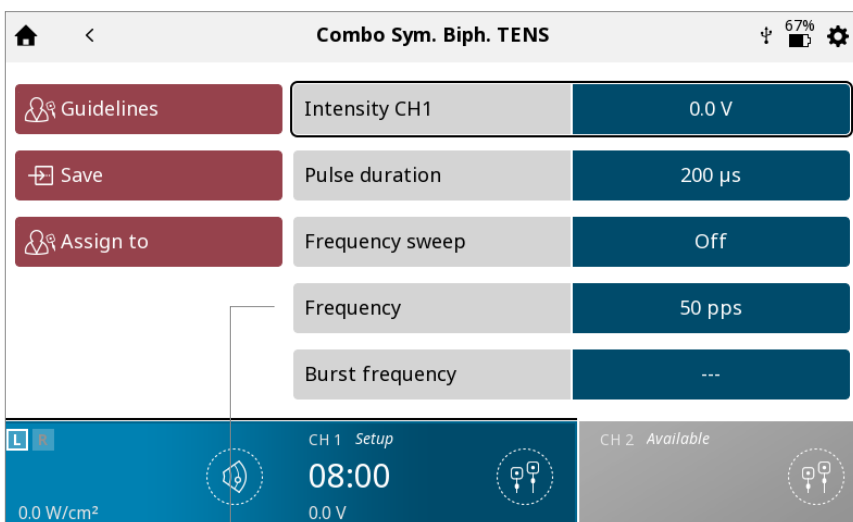 Combo Sym. Biph. TENS
67%
Guidelines
Intensity CH1
0.0 V
Save
Pulse duration
200 µs
Assign to
Frequency sweep
Off
Frequency
50 pps
Burst frequency
---
L R
CH 1 Setup
CH 2 Available
08:00
0.0 W/cm²
0.0 V